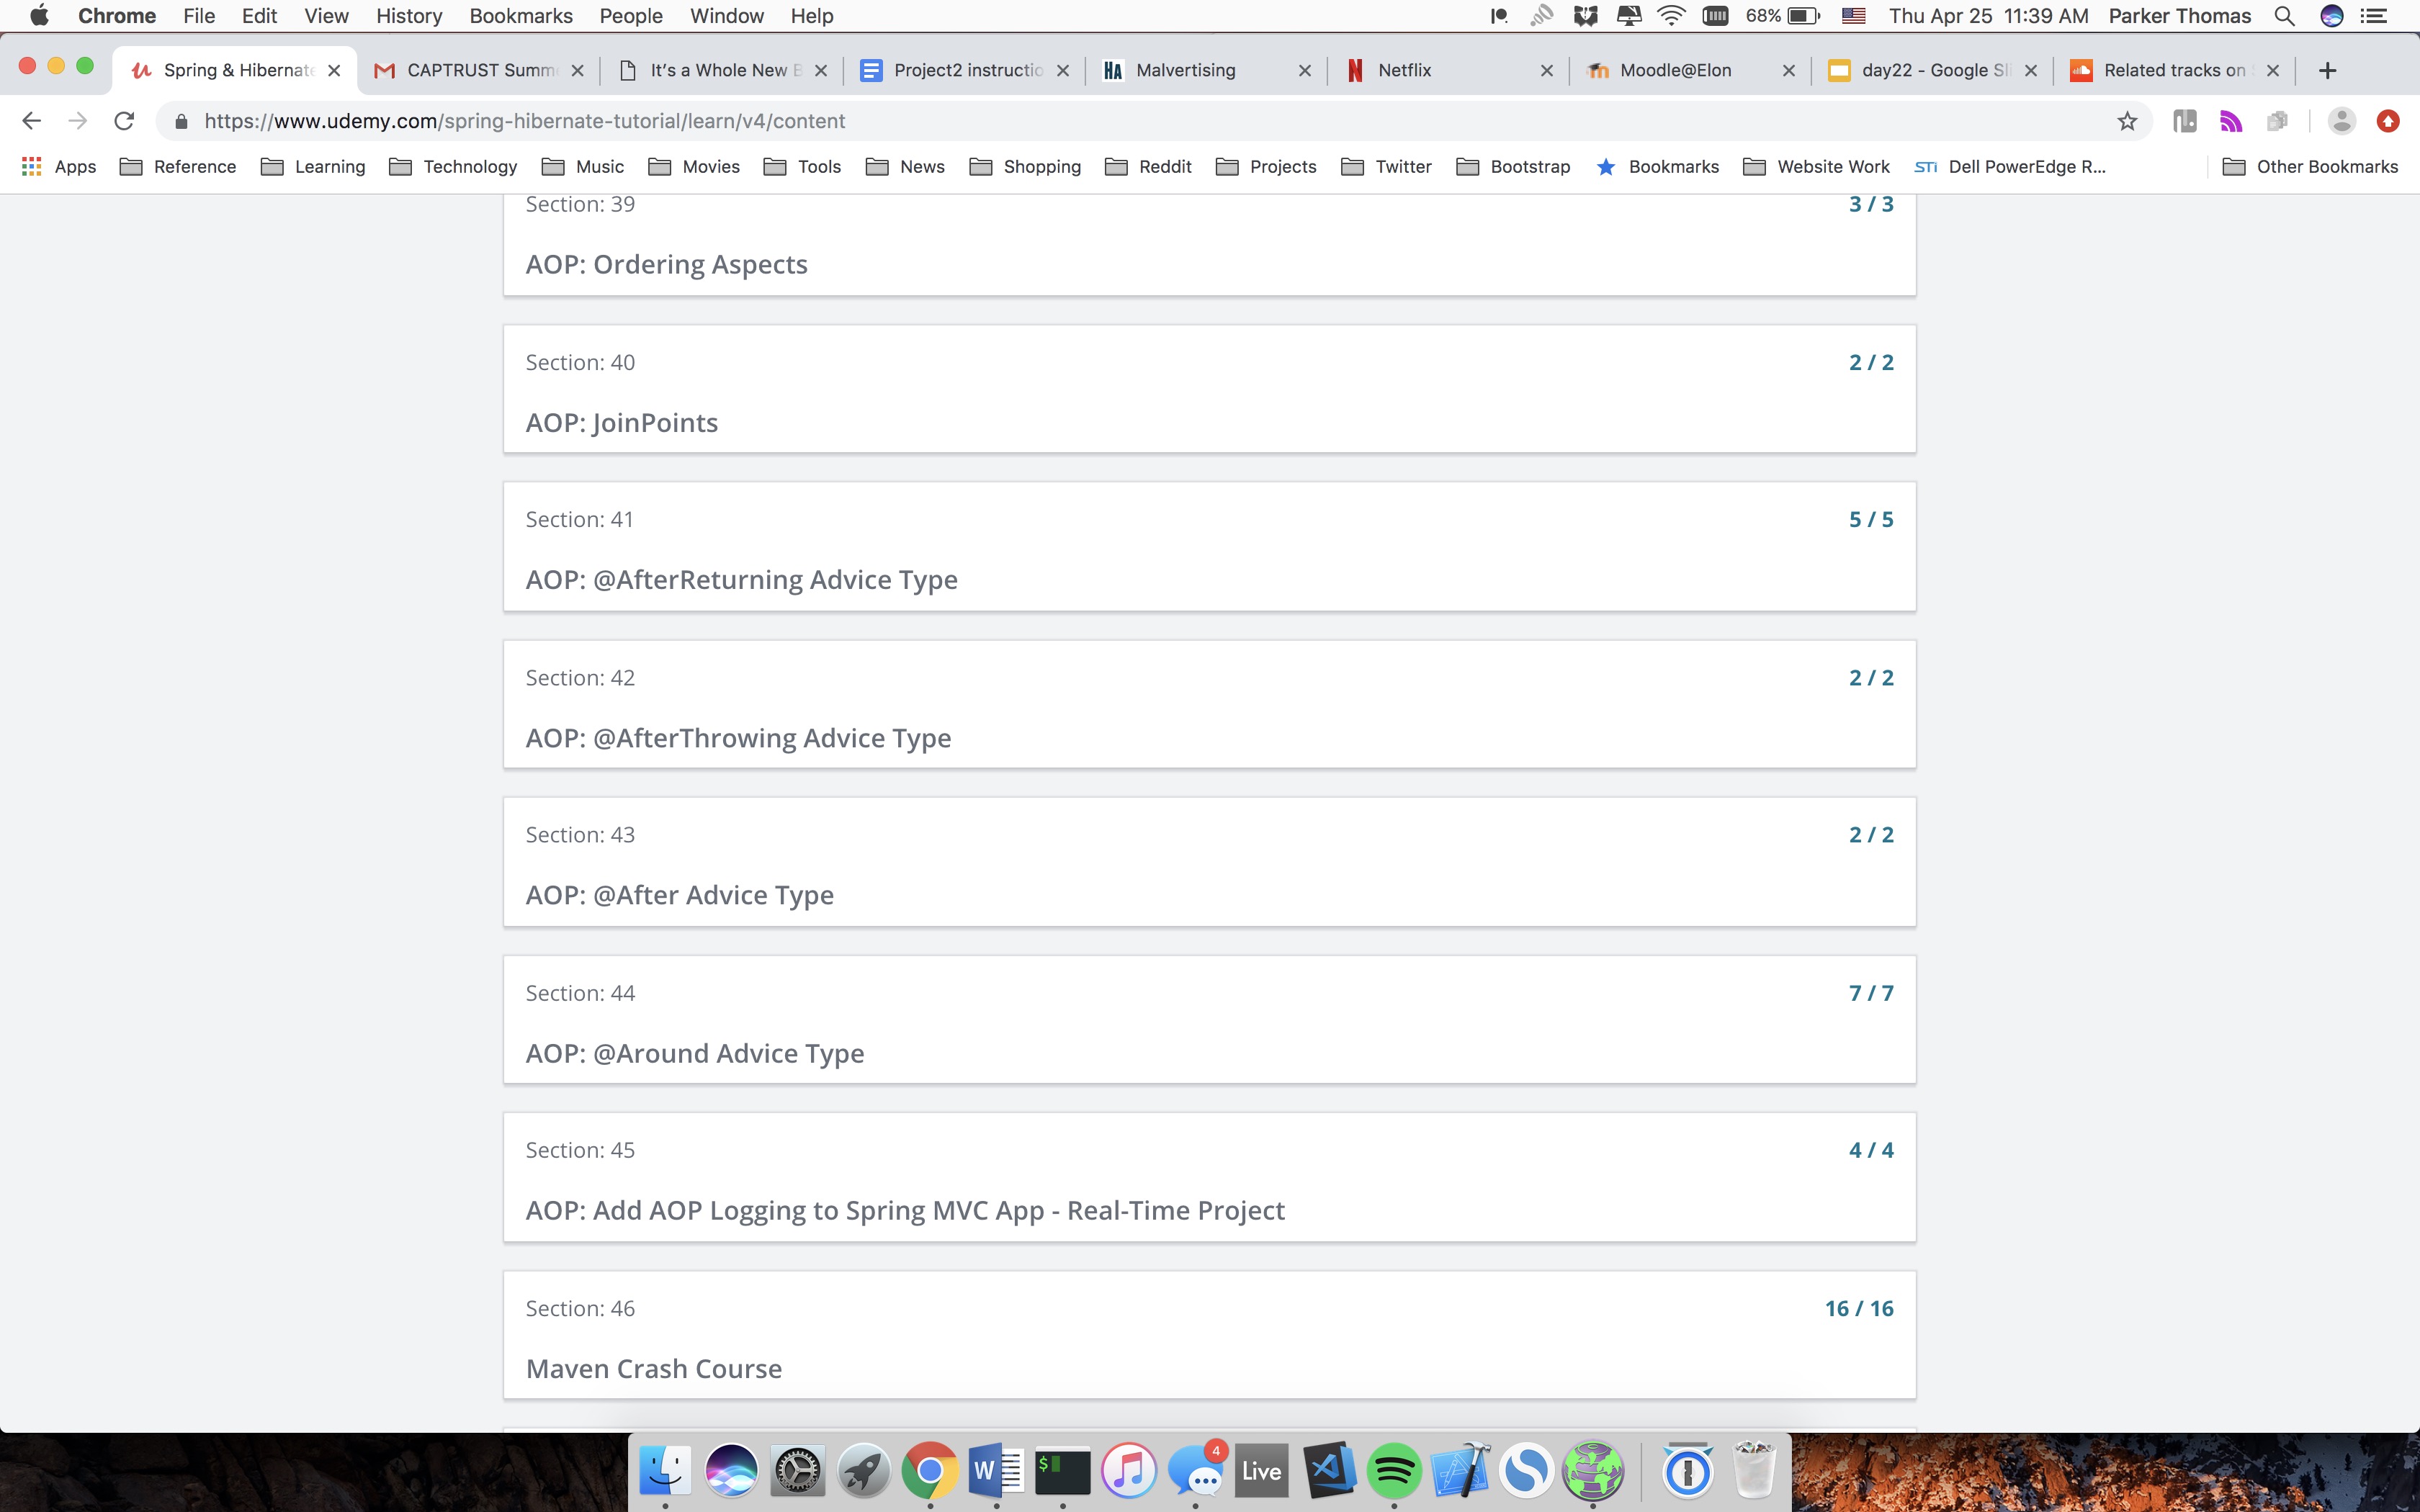 Chrome File Edit View History Bookmarks People Window Help 68% Thu Apr 25 11:39 AM Parker Thomas
Spring & Hibernate CAPTRUST Summ It's a Whole New B Project2 instructio HA Malvertising Netflix Moodle@Elon day22 - Google Sli Related tracks on
https://www.udemy.com/spring-hibernate-tutorial/learn/v4/content
Apps Reference Learning Technology Music Movies Tools News Shopping Reddit Projects Twitter Bootstrap Bookmarks Website Work STi Dell PowerEdge R... Other Bookmarks
Section: 39 3 / 3
AOP: Ordering Aspects
Section: 40 2 / 2
AOP: JoinPoints
Section: 41 5 / 5
AOP: @AfterReturning Advice Type
Section: 42 2 / 2
AOP: @AfterThrowing Advice Type
Section: 43 2 / 2
AOP: @After Advice Type
Section: 44 7 / 7
AOP: @Around Advice Type
Section: 45 4 / 4
AOP: Add AOP Logging to Spring MVC App - Real-Time Project
Section: 46 16 / 16
Maven Crash Course
W $ 4 Live